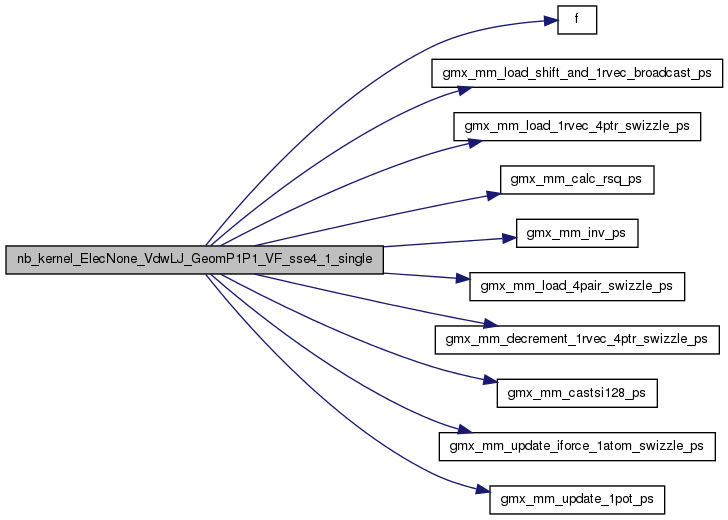 f
gmx_mm_load_shift_and_1rvec_broadcast_ps
gmx_mm_load_1rvec_4ptr_swizzle_ps
gmx_mm_calc_rsq_ps
gmx_mm_inv_ps
nb_kernel_ElecNone_VdwLJ_GeomP1P1_VF_sse4_1_single
gmx_mm_load_4pair_swizzle_ps
gmx_mm_decrement_1rvec_4ptr_swizzle_ps
gmx_mm_castsi128_ps
gmx_mm_update_iforce_1atom_swizzle_ps
gmx_mm_update_1pot_ps